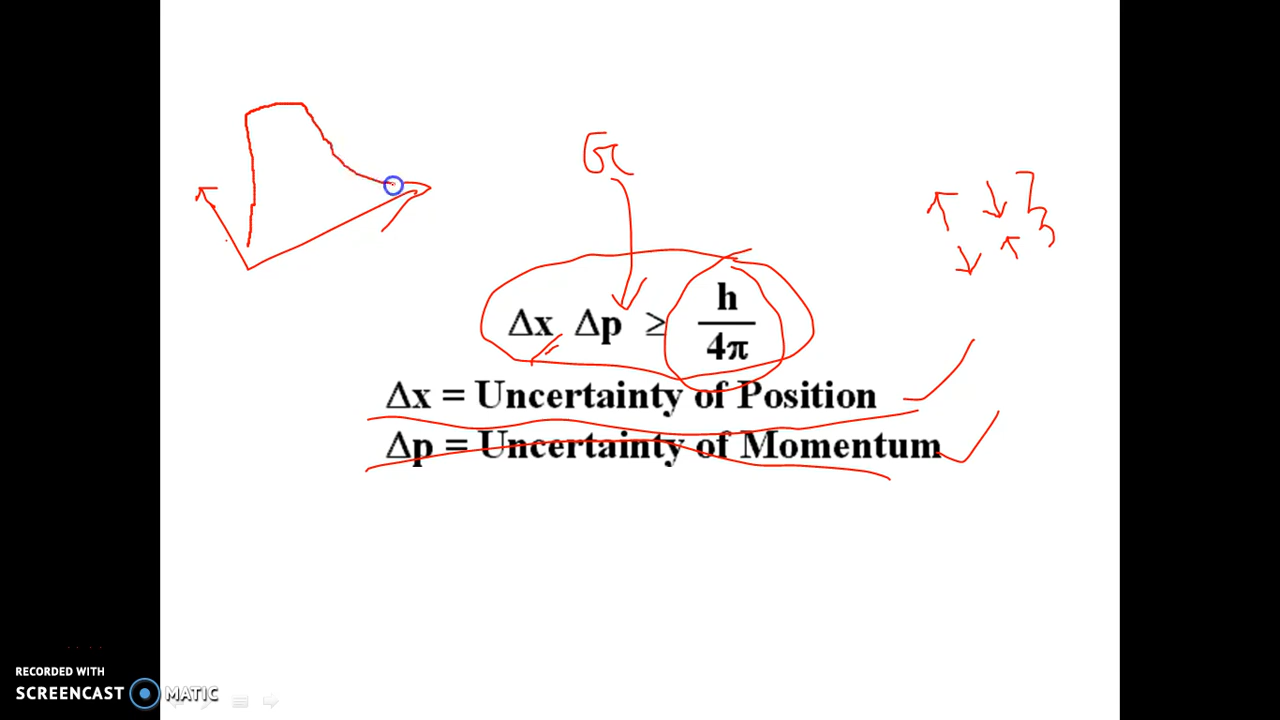 Δx Δp ≥ h/4π
Δx = Uncertainty of Position
Δp = Uncertainty of Momentum
RECORDED WITH
SCREENCAST MATIC